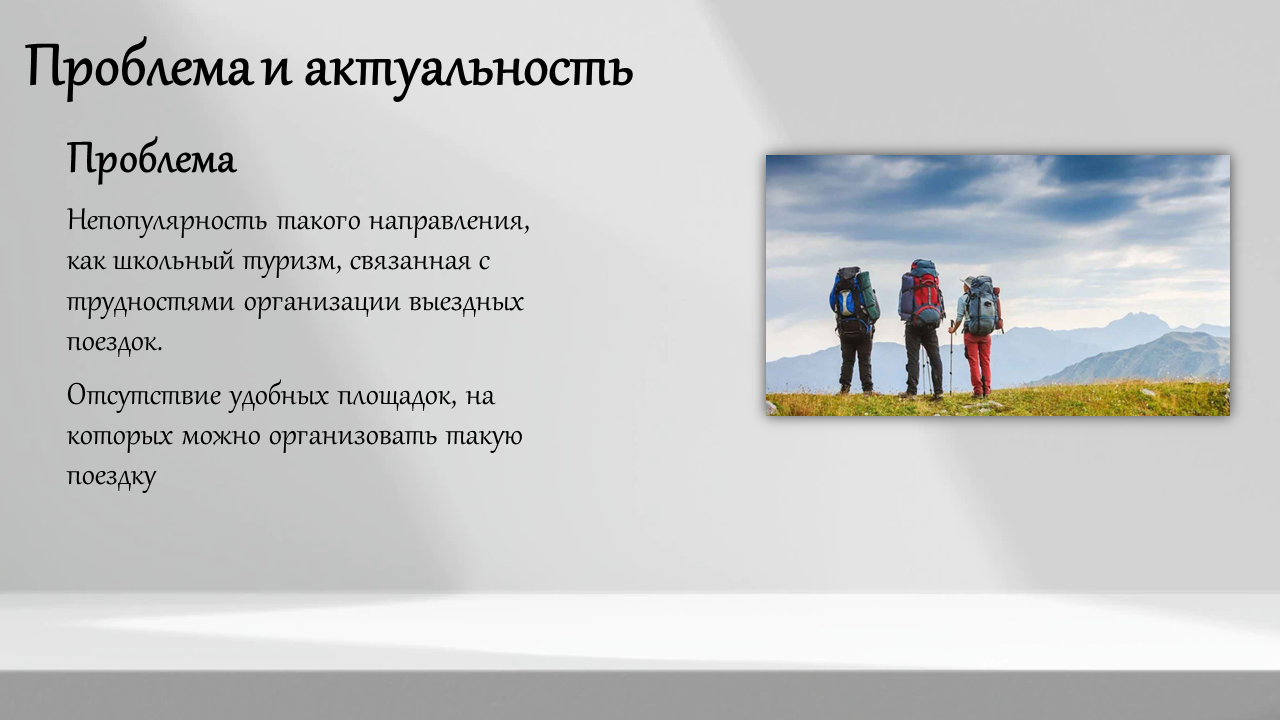 Проблема и актуальность
Проблема
Непопулярность такого направления,
как школьный туризм, связанная с
трудностями организации выездных
поездок.
Отсутствие удобных площадок, на
которых можно организовать такую
поездку